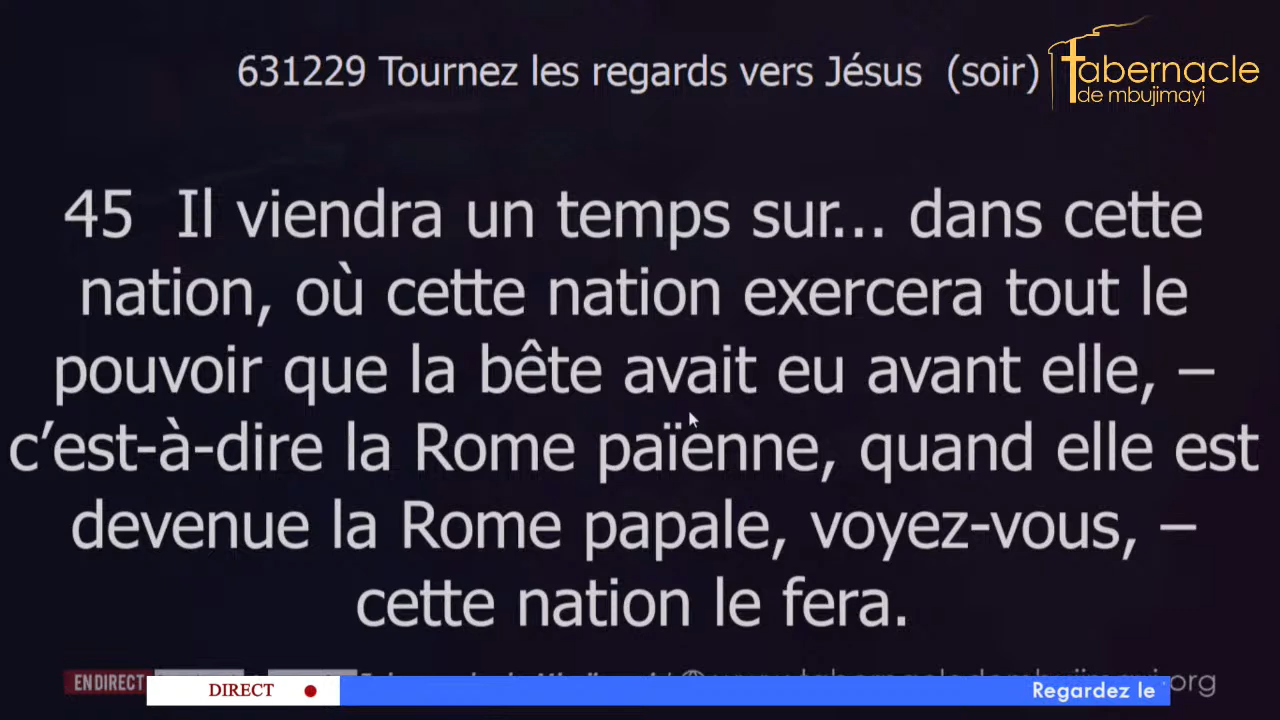 631229 Tournez les regards vers Jésus (soir)
Tabernacle
de mbujimayi
45 Il viendra un temps sur... dans cette
nation, où cette nation exercera tout le
pouvoir que la bête avait eu avant elle, –
c’est-à-dire la Rome païenne, quand elle est
devenue la Rome papale, voyez-vous, –
cette nation le fera.
EN DIRECT
DIRECT
Regardez le